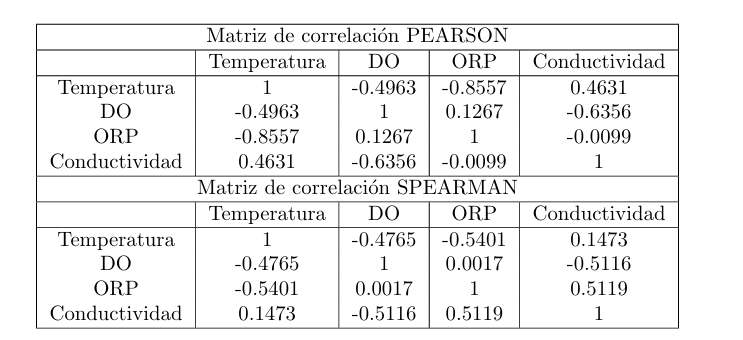 Matriz de correlación PEARSON
Temperatura DO ORP Conductividad
Temperatura 1 -0.4963 -0.8557 0.4631
DO -0.4963 1 0.1267 -0.6356
ORP -0.8557 0.1267 1 -0.0099
Conductividad 0.4631 -0.6356 -0.0099 1
Matriz de correlación SPEARMAN
Temperatura DO ORP Conductividad
Temperatura 1 -0.4765 -0.5401 0.1473
DO -0.4765 1 0.0017 -0.5116
ORP -0.5401 0.0017 1 0.5119
Conductividad 0.1473 -0.5116 0.5119 1